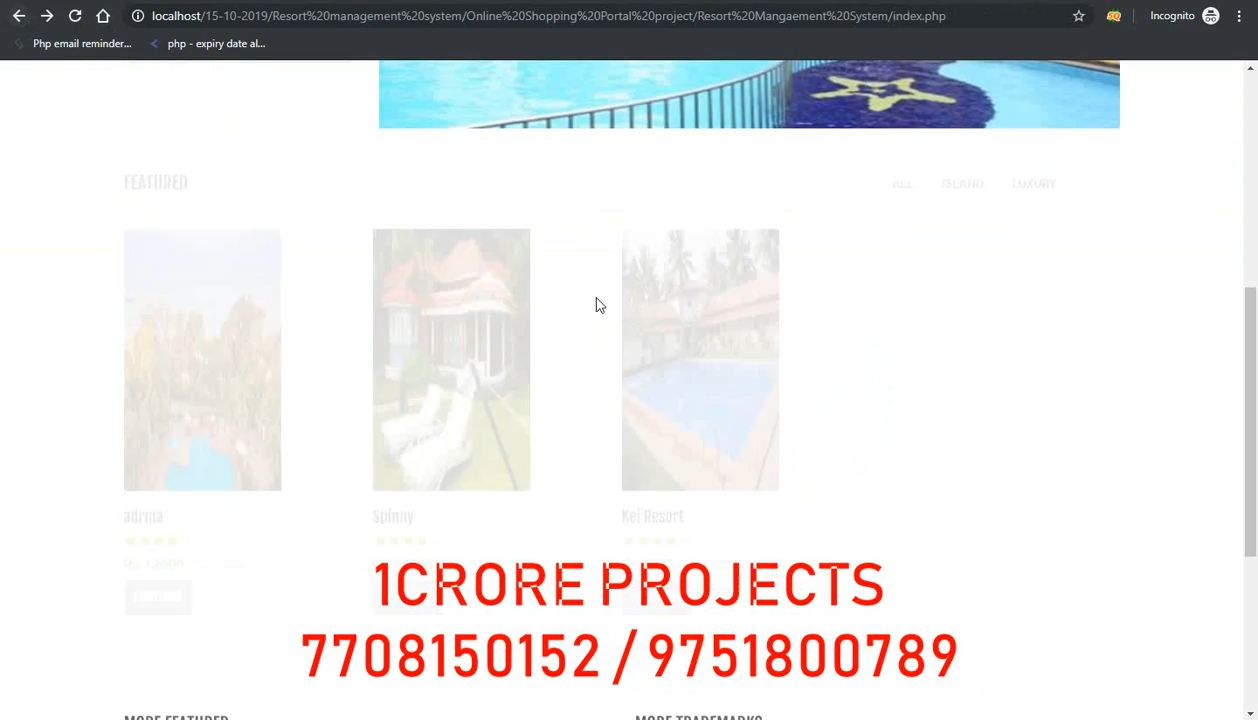 localhost/15-10-2019/Resort%20management%20system/Online%20Shopping%20Portal%20project/Resort%20Mangaement%20System/index.php
Incognito
Php email reminder...
php - expiry date al...
FEATURED
ALL ISLAND LUXURY
adrma
Spinny
Kei Resort
1CRORE PROJECTS
7708150152 / 9751800789
MORE FEATURED
MORE TRADEMARKS